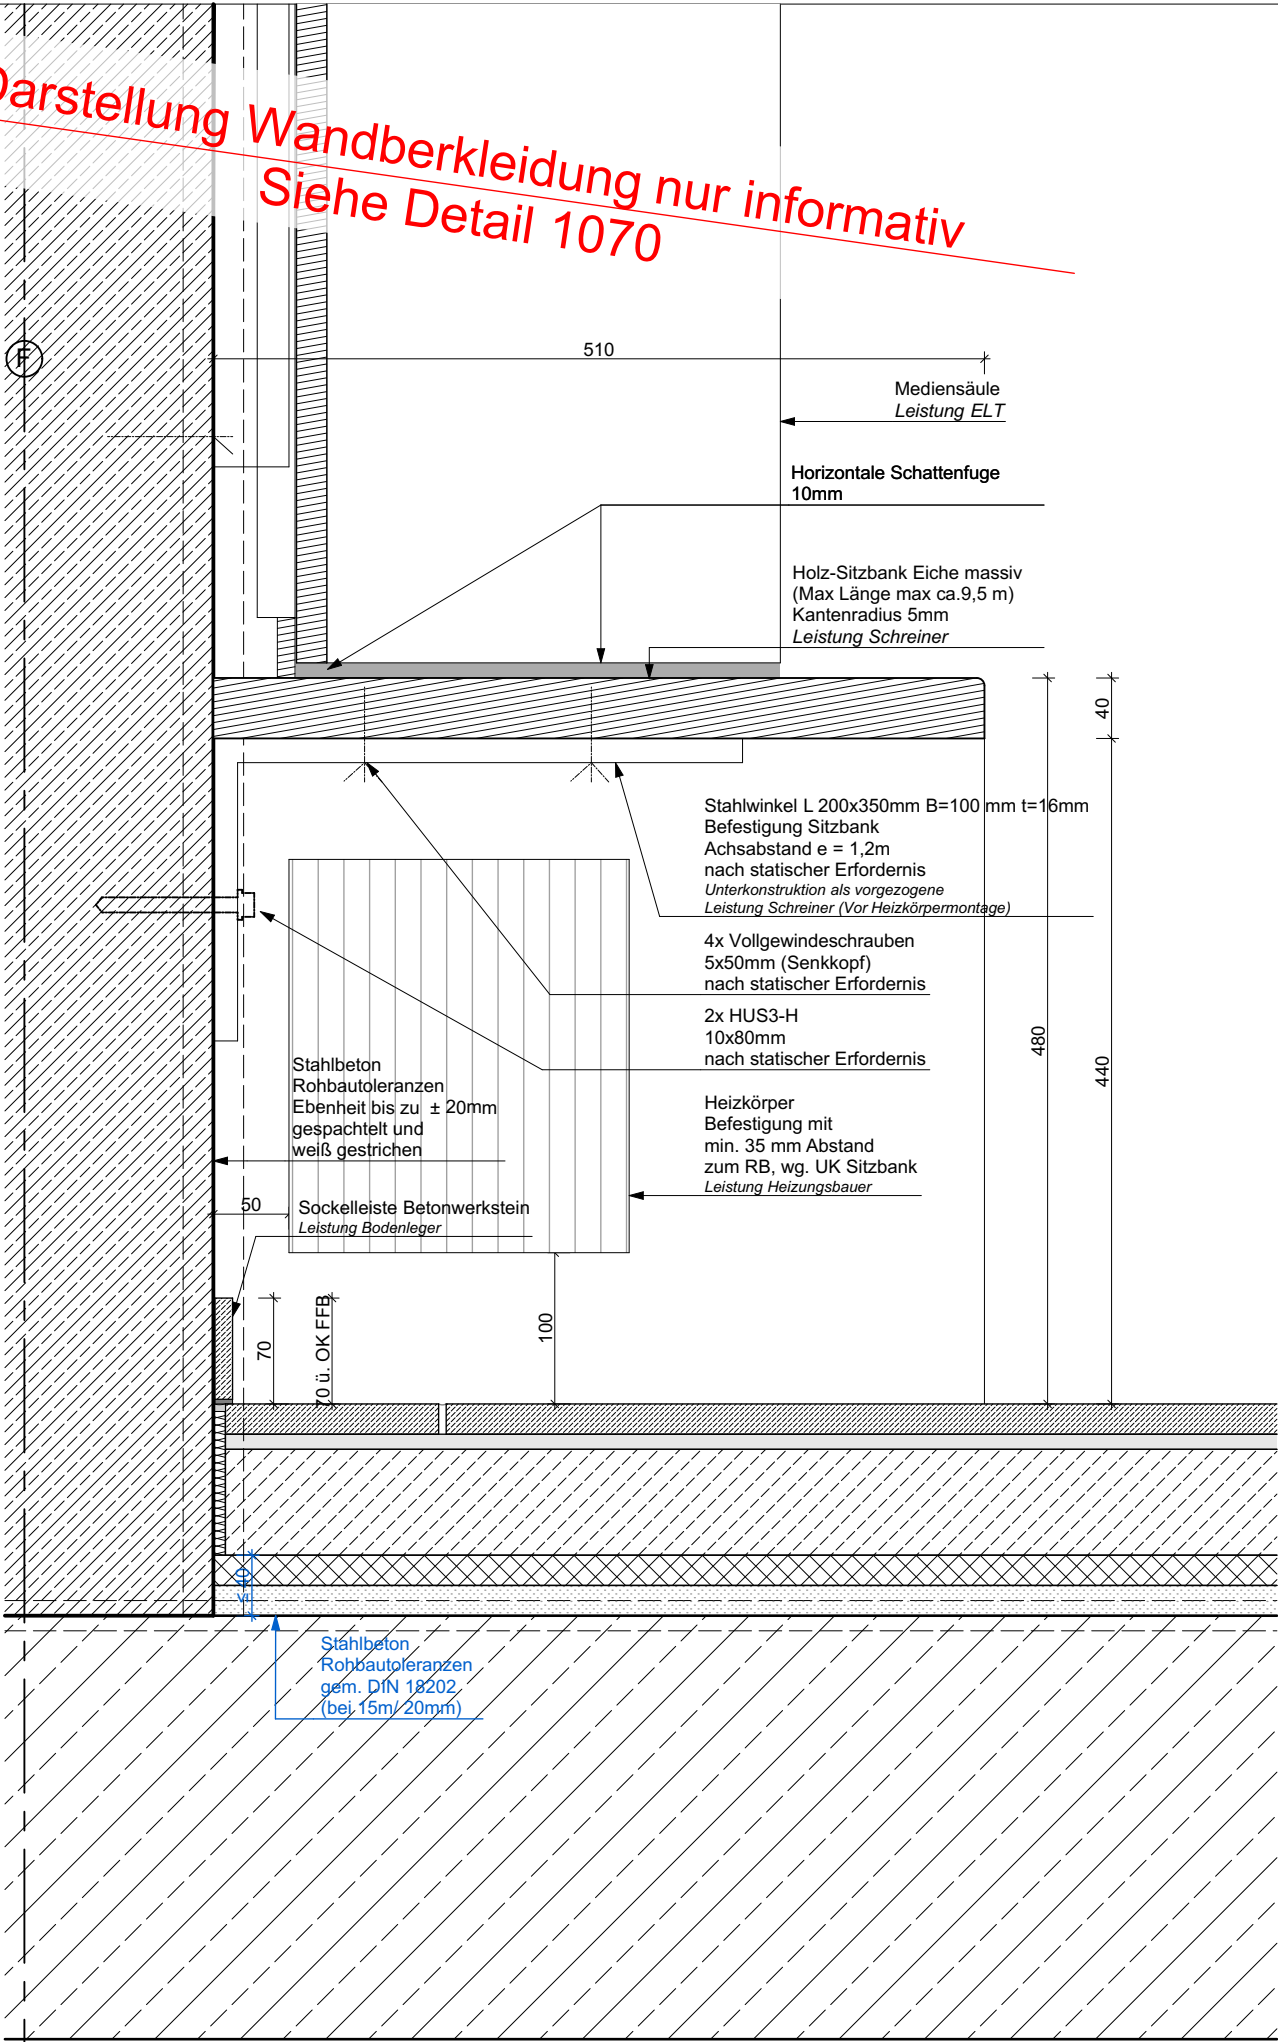 Darstellung Wandberkleidung nur informativ
Siehe Detail 1070
F
510
Mediensäule
Leistung ELT
Horizontale Schattenfuge
10mm
Holz-Sitzbank Eiche massiv
(Max Länge max ca.9,5 m)
Kantenradius 5mm
Leistung Schreiner
40
Stahlwinkel L 200x350mm B=100 mm t=16mm
Befestigung Sitzbank
Achsabstand e = 1,2m
nach statischer Erfordernis
Unterkonstruktion als vorgezogene
Leistung Schreiner (Vor Heizkörpermontage)
4x Vollgewindeschrauben
5x50mm (Senkkopf)
nach statischer Erfordernis
2x HUS3-H
10x80mm
nach statischer Erfordernis
480
440
Stahlbeton
Rohbautoleranzen
Ebenheit bis zu ± 20mm
gespachtelt und
weiß gestrichen
Heizkörper
Befestigung mit
min. 35 mm Abstand
zum RB, wg. UK Sitzbank
Leistung Heizungsbauer
50
Sockelleiste Betonwerkstein
Leistung Bodenleger
70
70 ü. OK FFB
100
≤40
Stahlbeton
Rohbautoleranzen
gem. DIN 18202
(bei 15m/ 20mm)